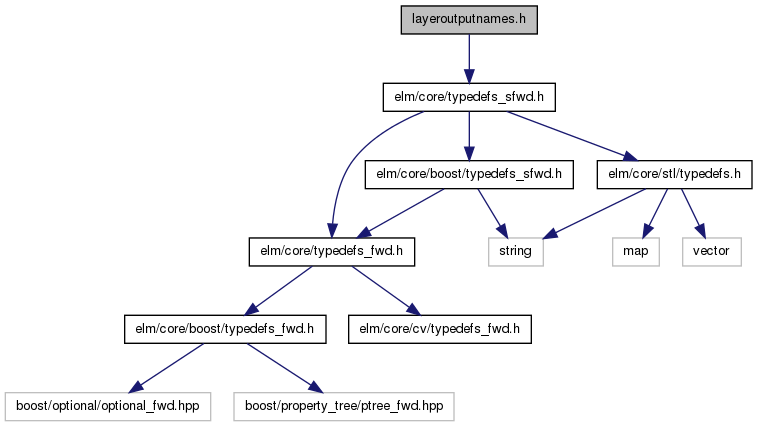 layeroutputnames.h
elm/core/typedefs_sfwd.h
elm/core/boost/typedefs_sfwd.h
elm/core/stl/typedefs.h
elm/core/typedefs_fwd.h
string
map
vector
elm/core/boost/typedefs_fwd.h
elm/core/cv/typedefs_fwd.h
boost/optional/optional_fwd.hpp
boost/property_tree/ptree_fwd.hpp